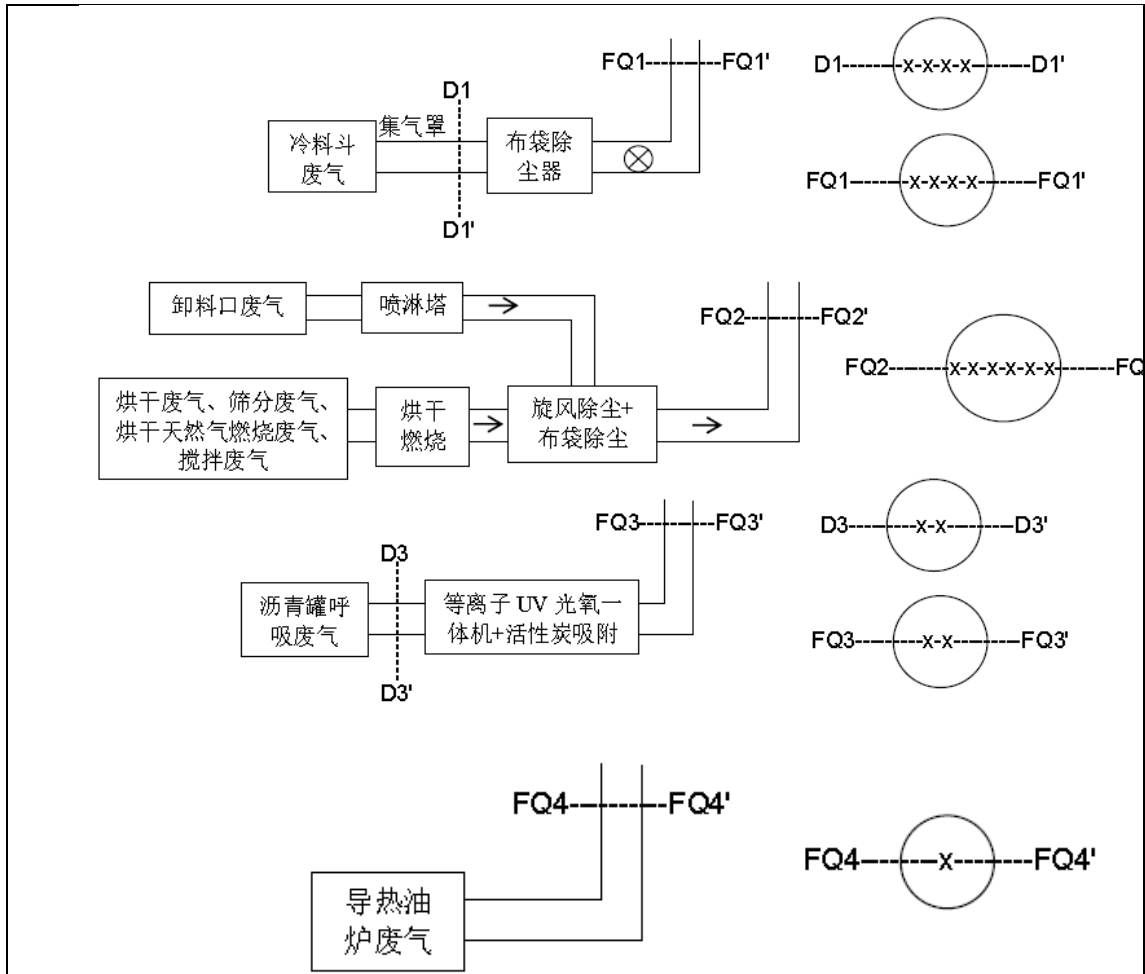 FQ1-------------FQ1'
D1--------x-x-x-x--------D1'
D1
集气罩
冷料斗
废气
布袋除
尘器
D1'
FQ1--------x-x-x-x--------FQ1'
卸料口废气
喷淋塔
FQ2-------------FQ2'
FQ2--------x-x-x-x-x-x--------FQ
烘干废气、筛分废气、
烘干天然气燃烧废气、
搅拌废气
烘干
燃烧
旋风除尘+
布袋除尘
FQ3-------------FQ3'
D3---------x-x---------D3'
D3
沥青罐呼
吸废气
等离子 UV 光氧一
体机+活性炭吸附
D3'
FQ3---------x-x---------FQ3'
FQ4-------------FQ4'
FQ4----------x----------FQ4'
导热油
炉废气